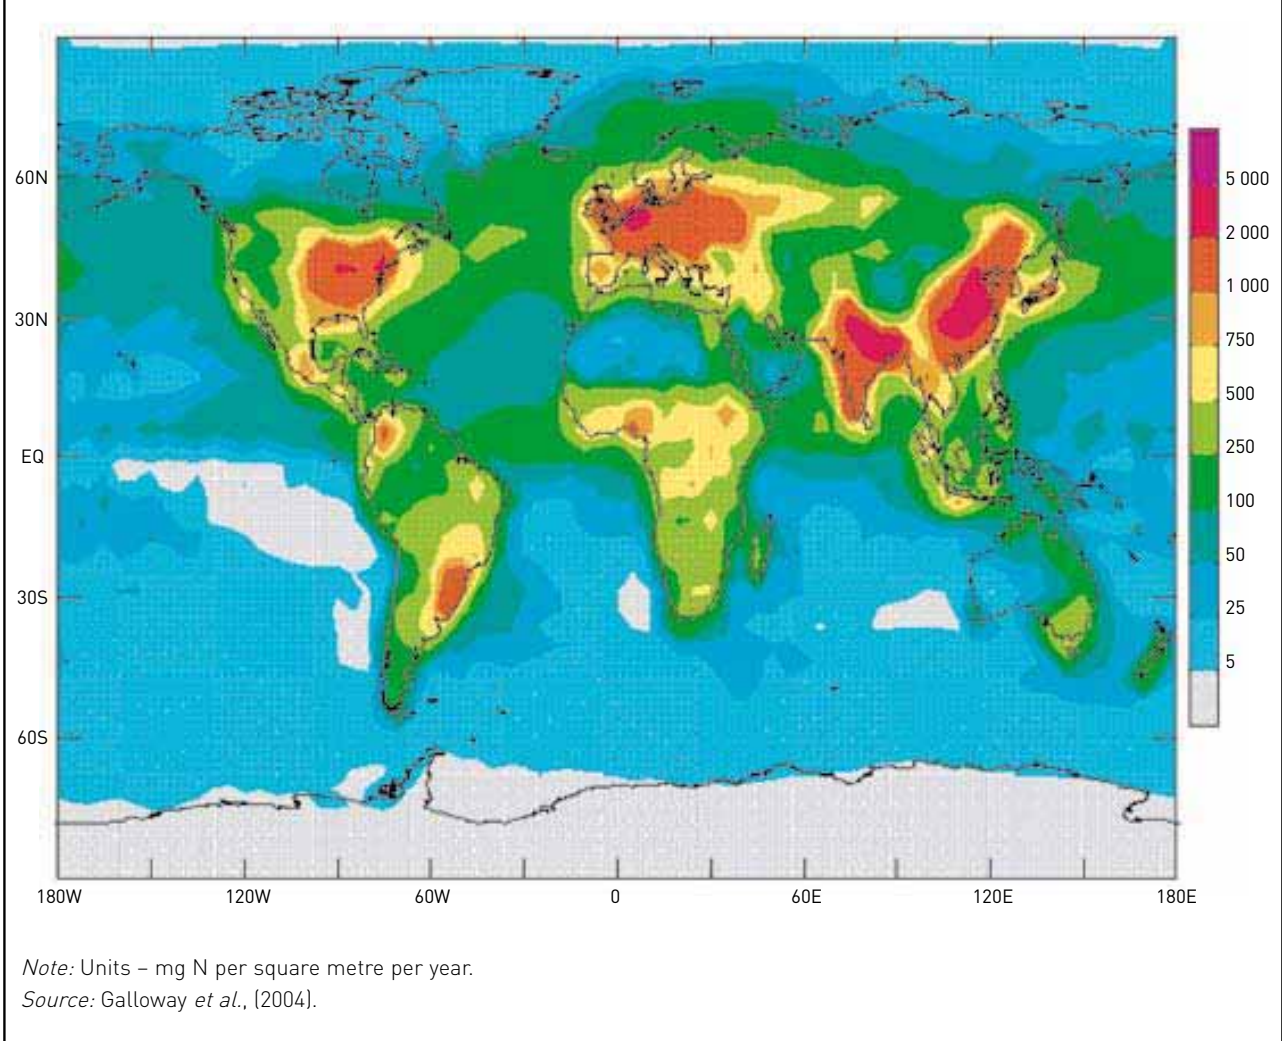 60N
30N
EQ
30S
60S
180W
120W
60W
0
60E
120E
180E
5 000
2 000
1 000
750
500
250
100
50
25
5
Note: Units – mg N per square metre per year.
Source: Galloway et al., (2004).